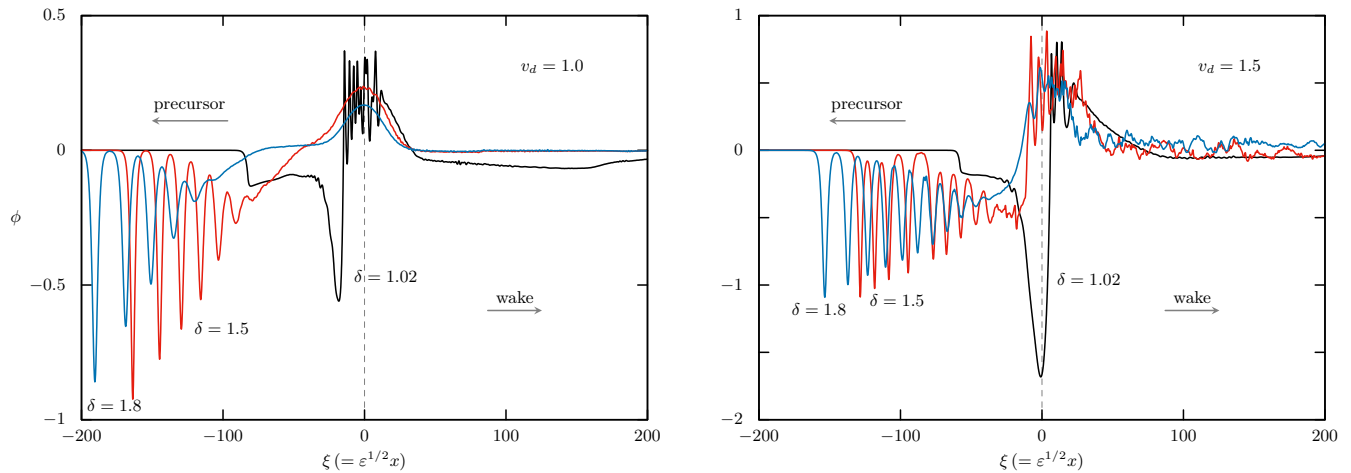 0.5
v_d = 1.0
precursor
0
ϕ
−0.5
δ = 1.02
wake
δ = 1.5
δ = 1.8
−1
−200
−100
0
100
200
ξ (= ε^{1/2}x)
1
v_d = 1.5
precursor
0
−1
δ = 1.02
wake
δ = 1.8
δ = 1.5
−2
−200
−100
0
100
200
ξ (= ε^{1/2}x)